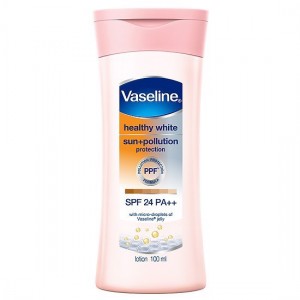 Vaseline®
healthy white
sun+pollution
protection
PPF
SPF 24 PA++
with micro-droplets of
Vaseline® jelly
lotion 100 ml